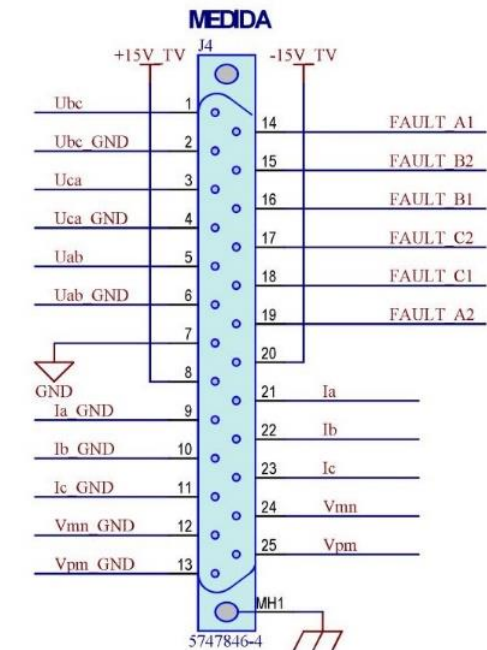 MEDIDA
J4
+15V_TV
-15V_TV
Ubc 1
14 FAULT_A1
Ubc_GND 2
15 FAULT_B2
Uca 3
16 FAULT_B1
Uca_GND 4
17 FAULT_C2
Uab 5
18 FAULT_C1
Uab_GND 6
19 FAULT_A2
7
20
8
GND
21 Ia
Ia_GND 9
22 Ib
Ib_GND 10
23 Ic
Ic_GND 11
24 Vmn
Vmn_GND 12
25 Vpm
Vpm_GND 13
MH1
5747846-4